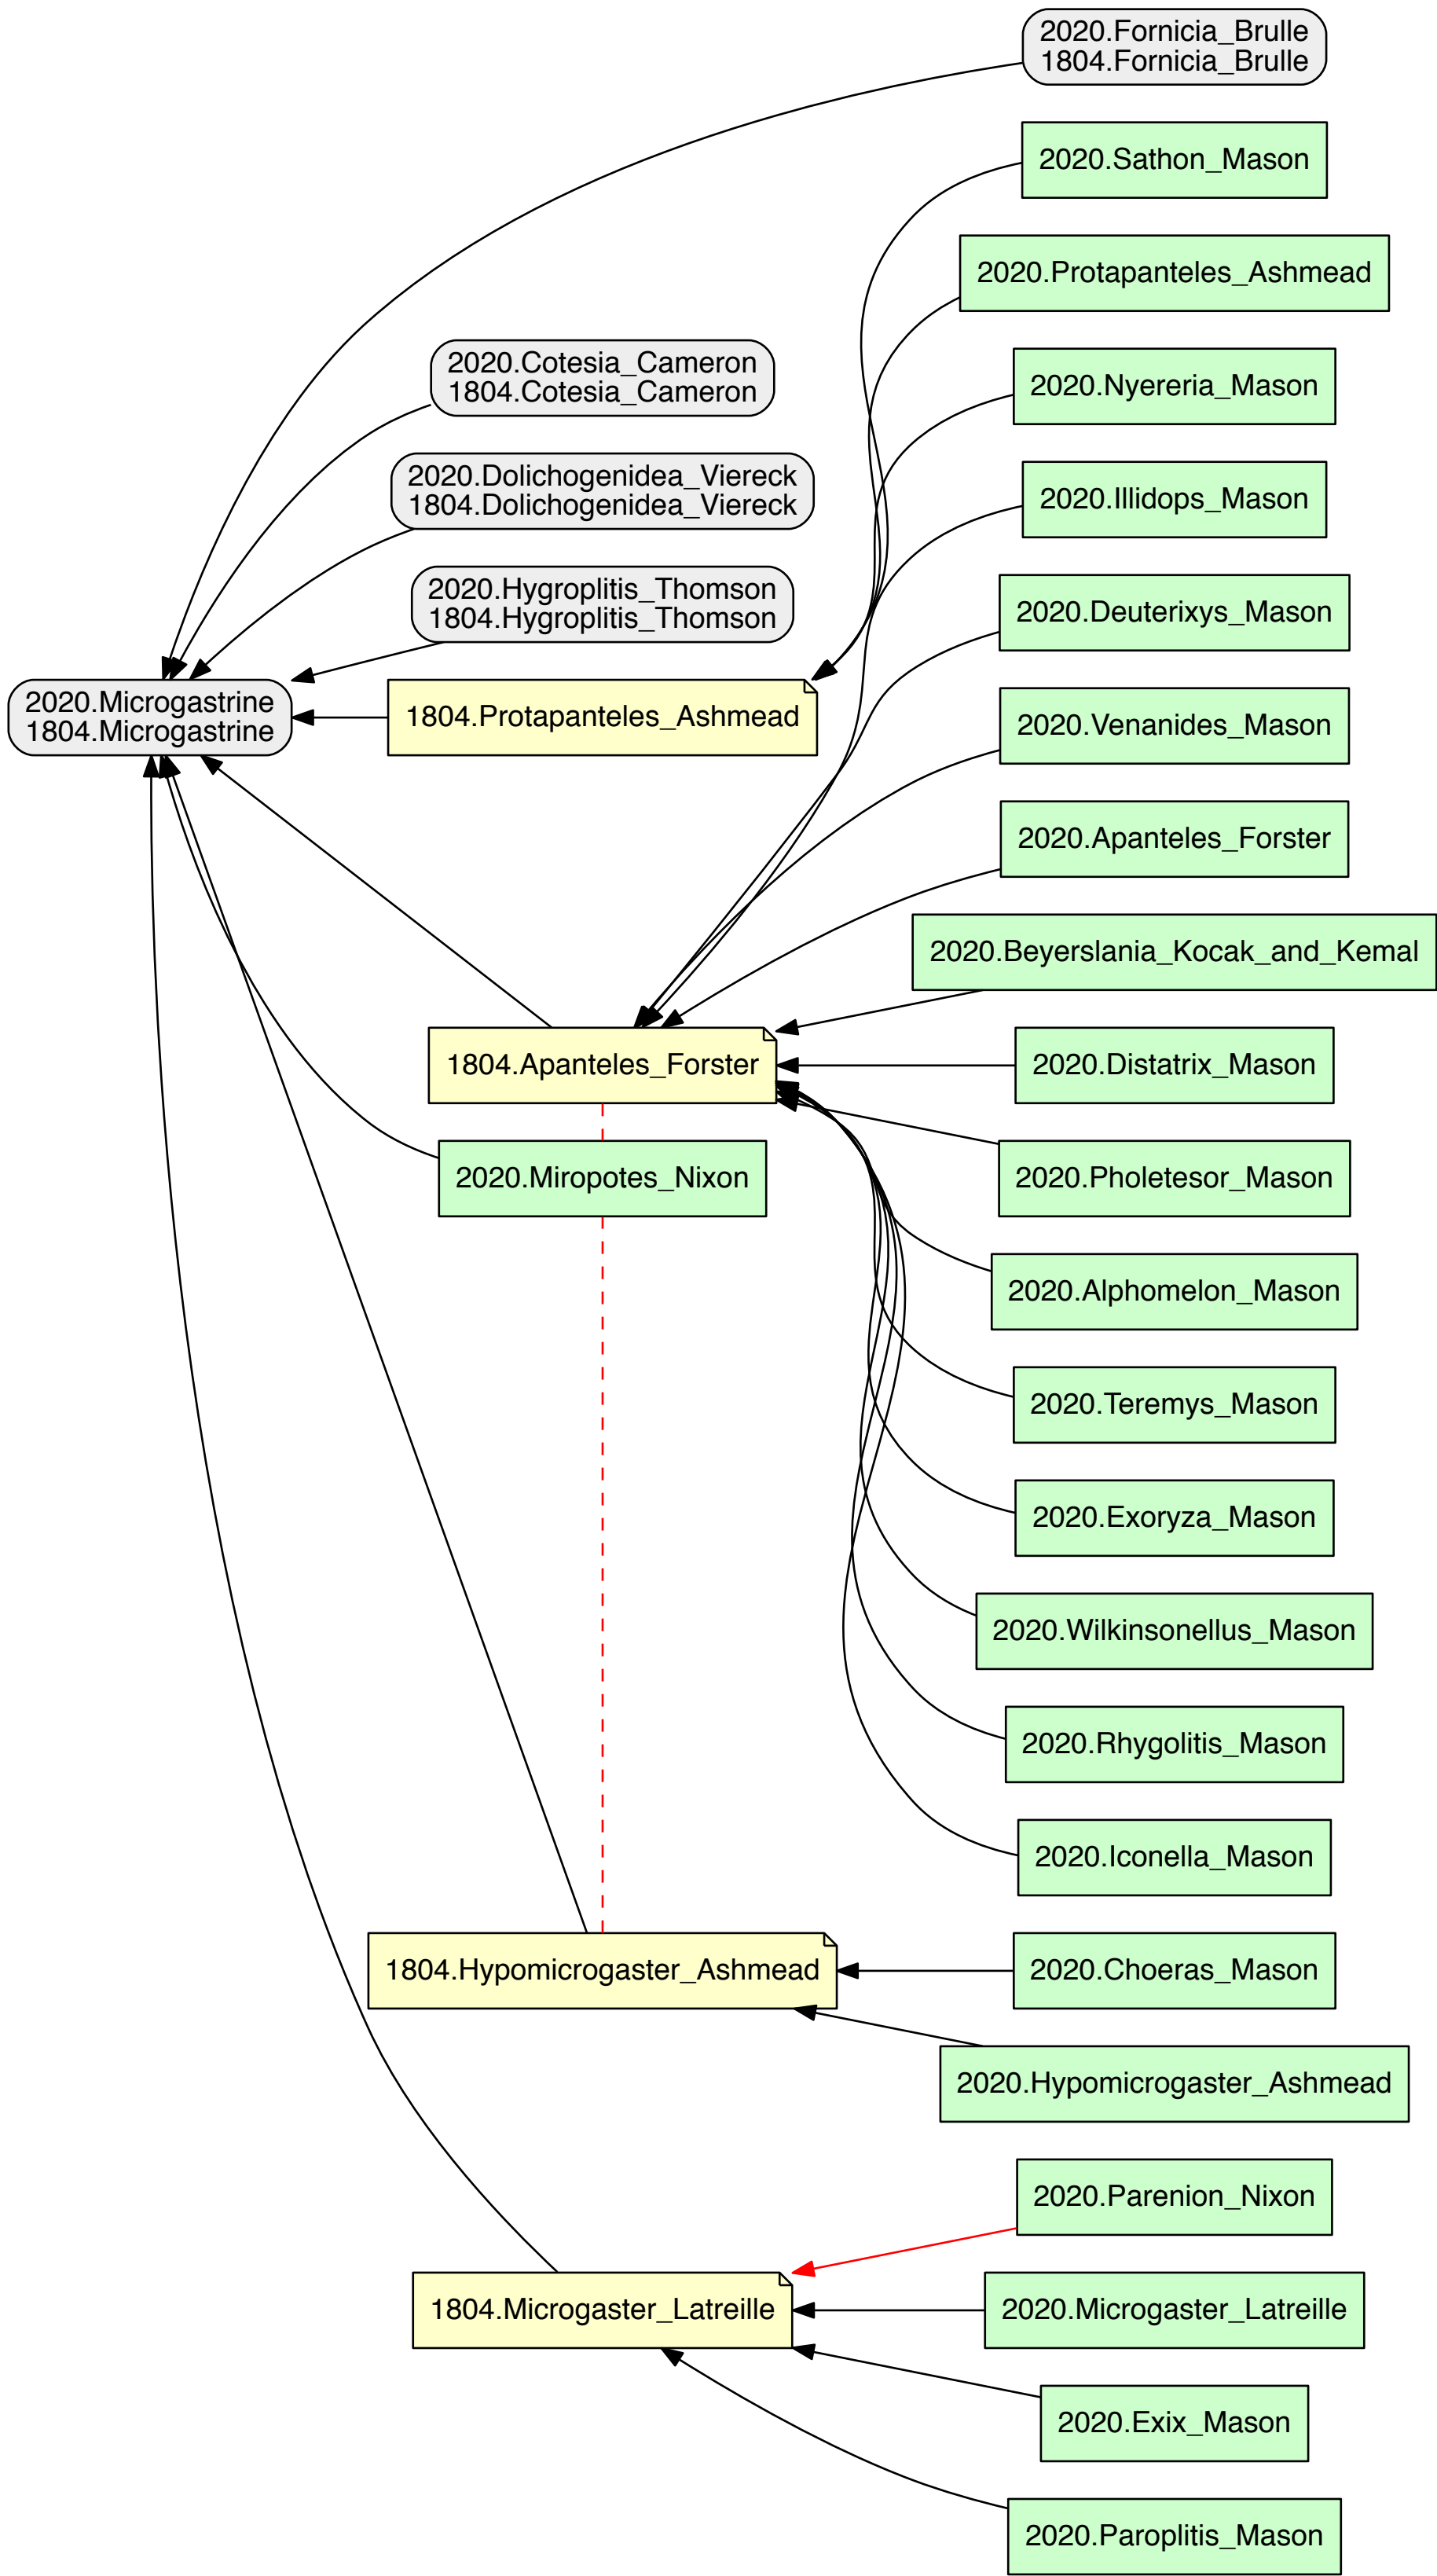 2020.Fornicia_Brulle
1804.Fornicia_Brulle
2020.Sathon_Mason
2020.Protapanteles_Ashmead
2020.Cotesia_Cameron
1804.Cotesia_Cameron
2020.Nyereria_Mason
2020.Dolichogenidea_Viereck
1804.Dolichogenidea_Viereck
2020.Illidops_Mason
2020.Hygroplitis_Thomson
1804.Hygroplitis_Thomson
2020.Deuterixys_Mason
2020.Microgastrine
1804.Microgastrine
1804.Protapanteles_Ashmead
2020.Venanides_Mason
2020.Apanteles_Forster
2020.Beyerslania_Kocak_and_Kemal
1804.Apanteles_Forster
2020.Distatrix_Mason
2020.Miropotes_Nixon
2020.Pholetesor_Mason
2020.Alphomelon_Mason
2020.Teremys_Mason
2020.Exoryza_Mason
2020.Wilkinsonellus_Mason
2020.Rhygolitis_Mason
2020.Iconella_Mason
1804.Hypomicrogaster_Ashmead
2020.Choeras_Mason
2020.Hypomicrogaster_Ashmead
2020.Parenion_Nixon
1804.Microgaster_Latreille
2020.Microgaster_Latreille
2020.Exix_Mason
2020.Paroplitis_Mason